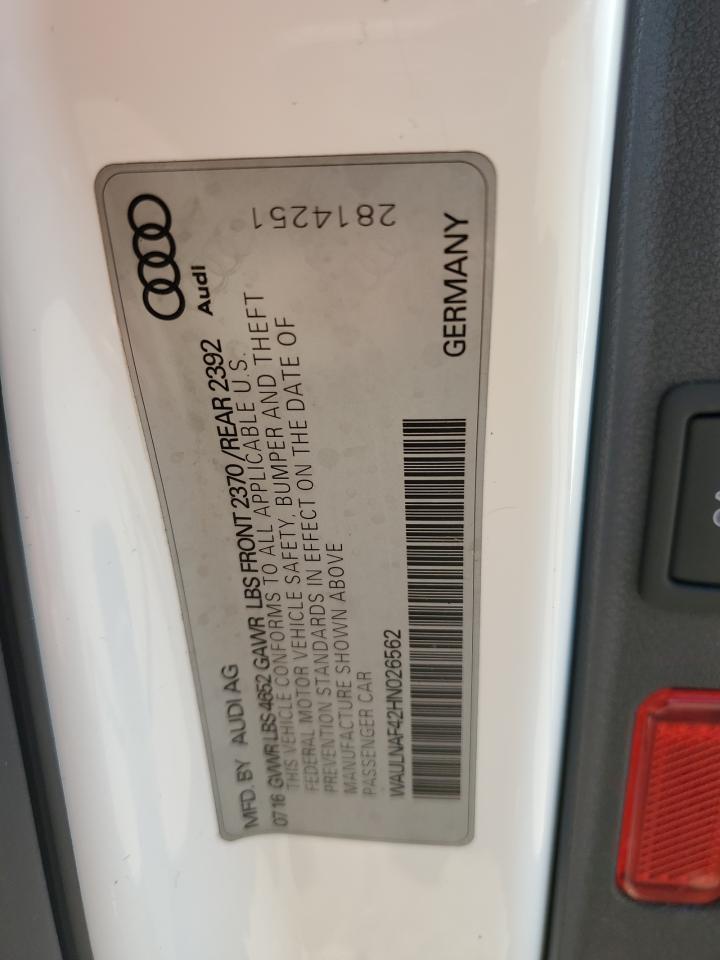 Audi
2814251
MFD. BY AUDI AG
07 16 GVWR LBS 4652 GAWR LBS FRONT 2370 / REAR 2392
THIS VEHICLE CONFORMS TO ALL APPLICABLE U.S.
FEDERAL MOTOR VEHICLE SAFETY, BUMPER AND THEFT
PREVENTION STANDARDS IN EFFECT ON THE DATE OF
MANUFACTURE SHOWN ABOVE
PASSENGER CAR
WAULNAF42HN026562
GERMANY